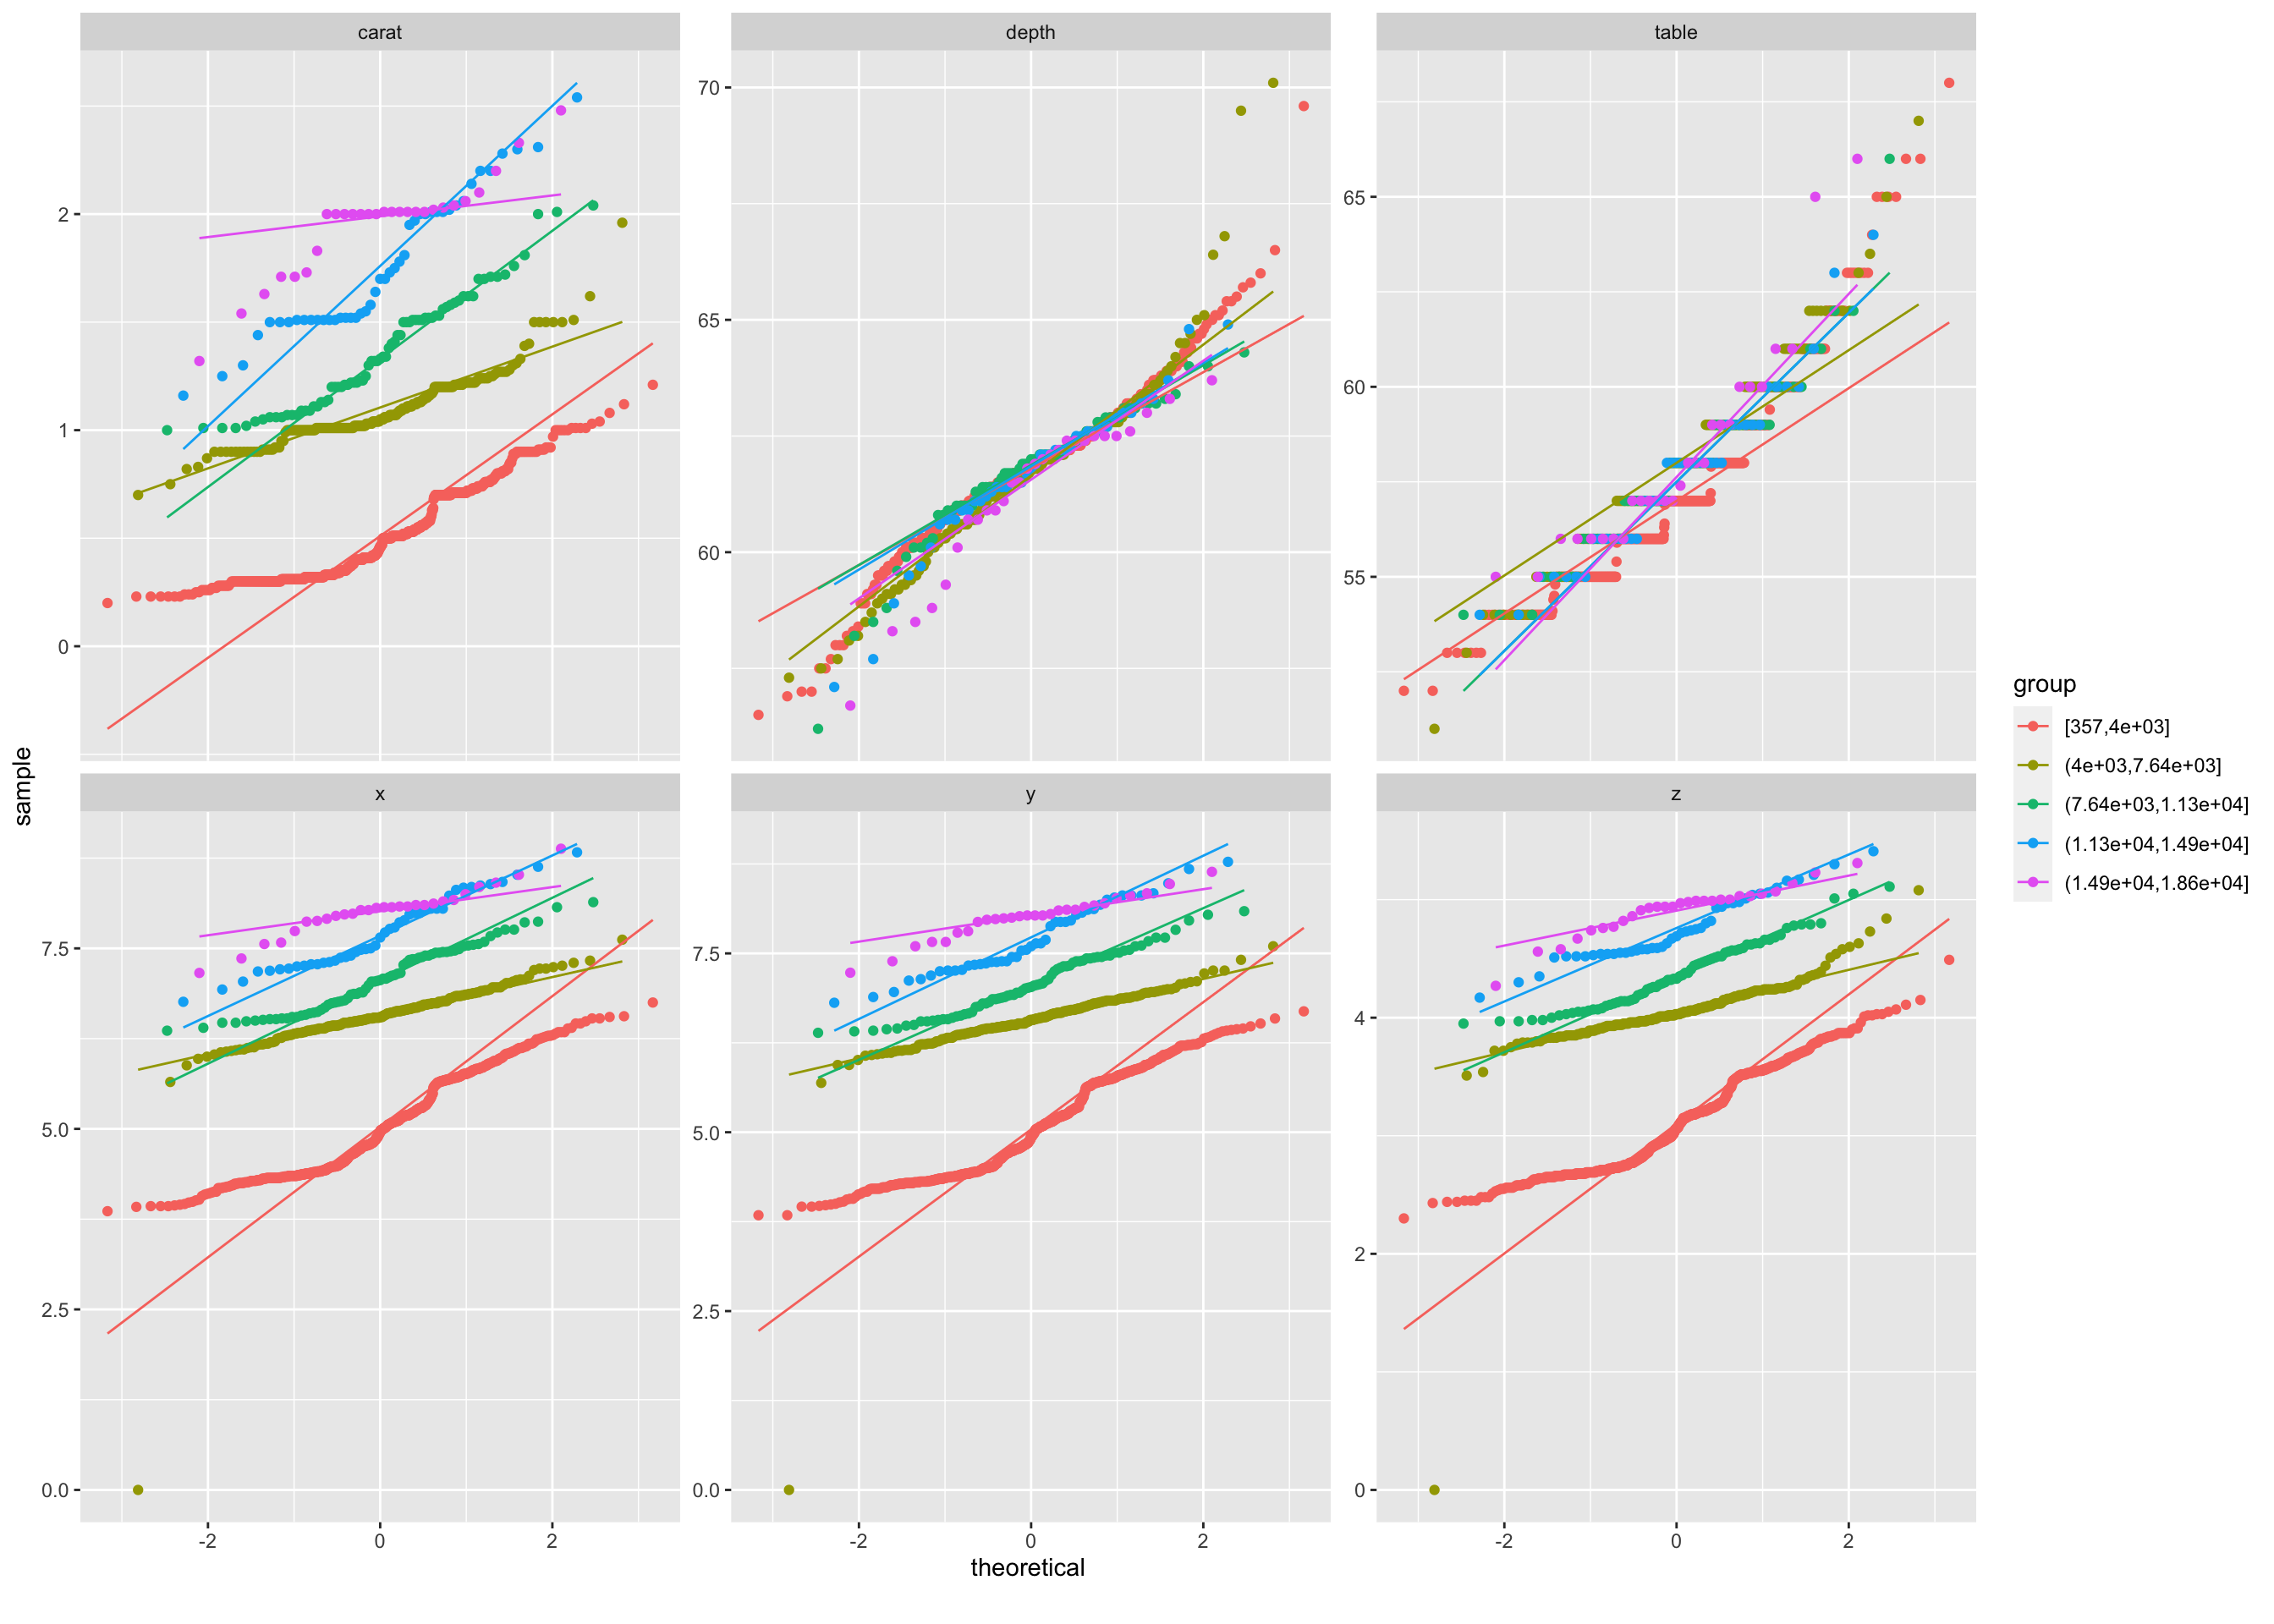 carat
depth
table
2
1
0
70
65
60
65
60
55
x
y
z
7.5
5.0
2.5
0.0
7.5
5.0
2.5
0.0
4
2
0
-2 0 2
-2 0 2
-2 0 2
theoretical
sample
group
[357,4e+03]
(4e+03,7.64e+03]
(7.64e+03,1.13e+04]
(1.13e+04,1.49e+04]
(1.49e+04,1.86e+04]